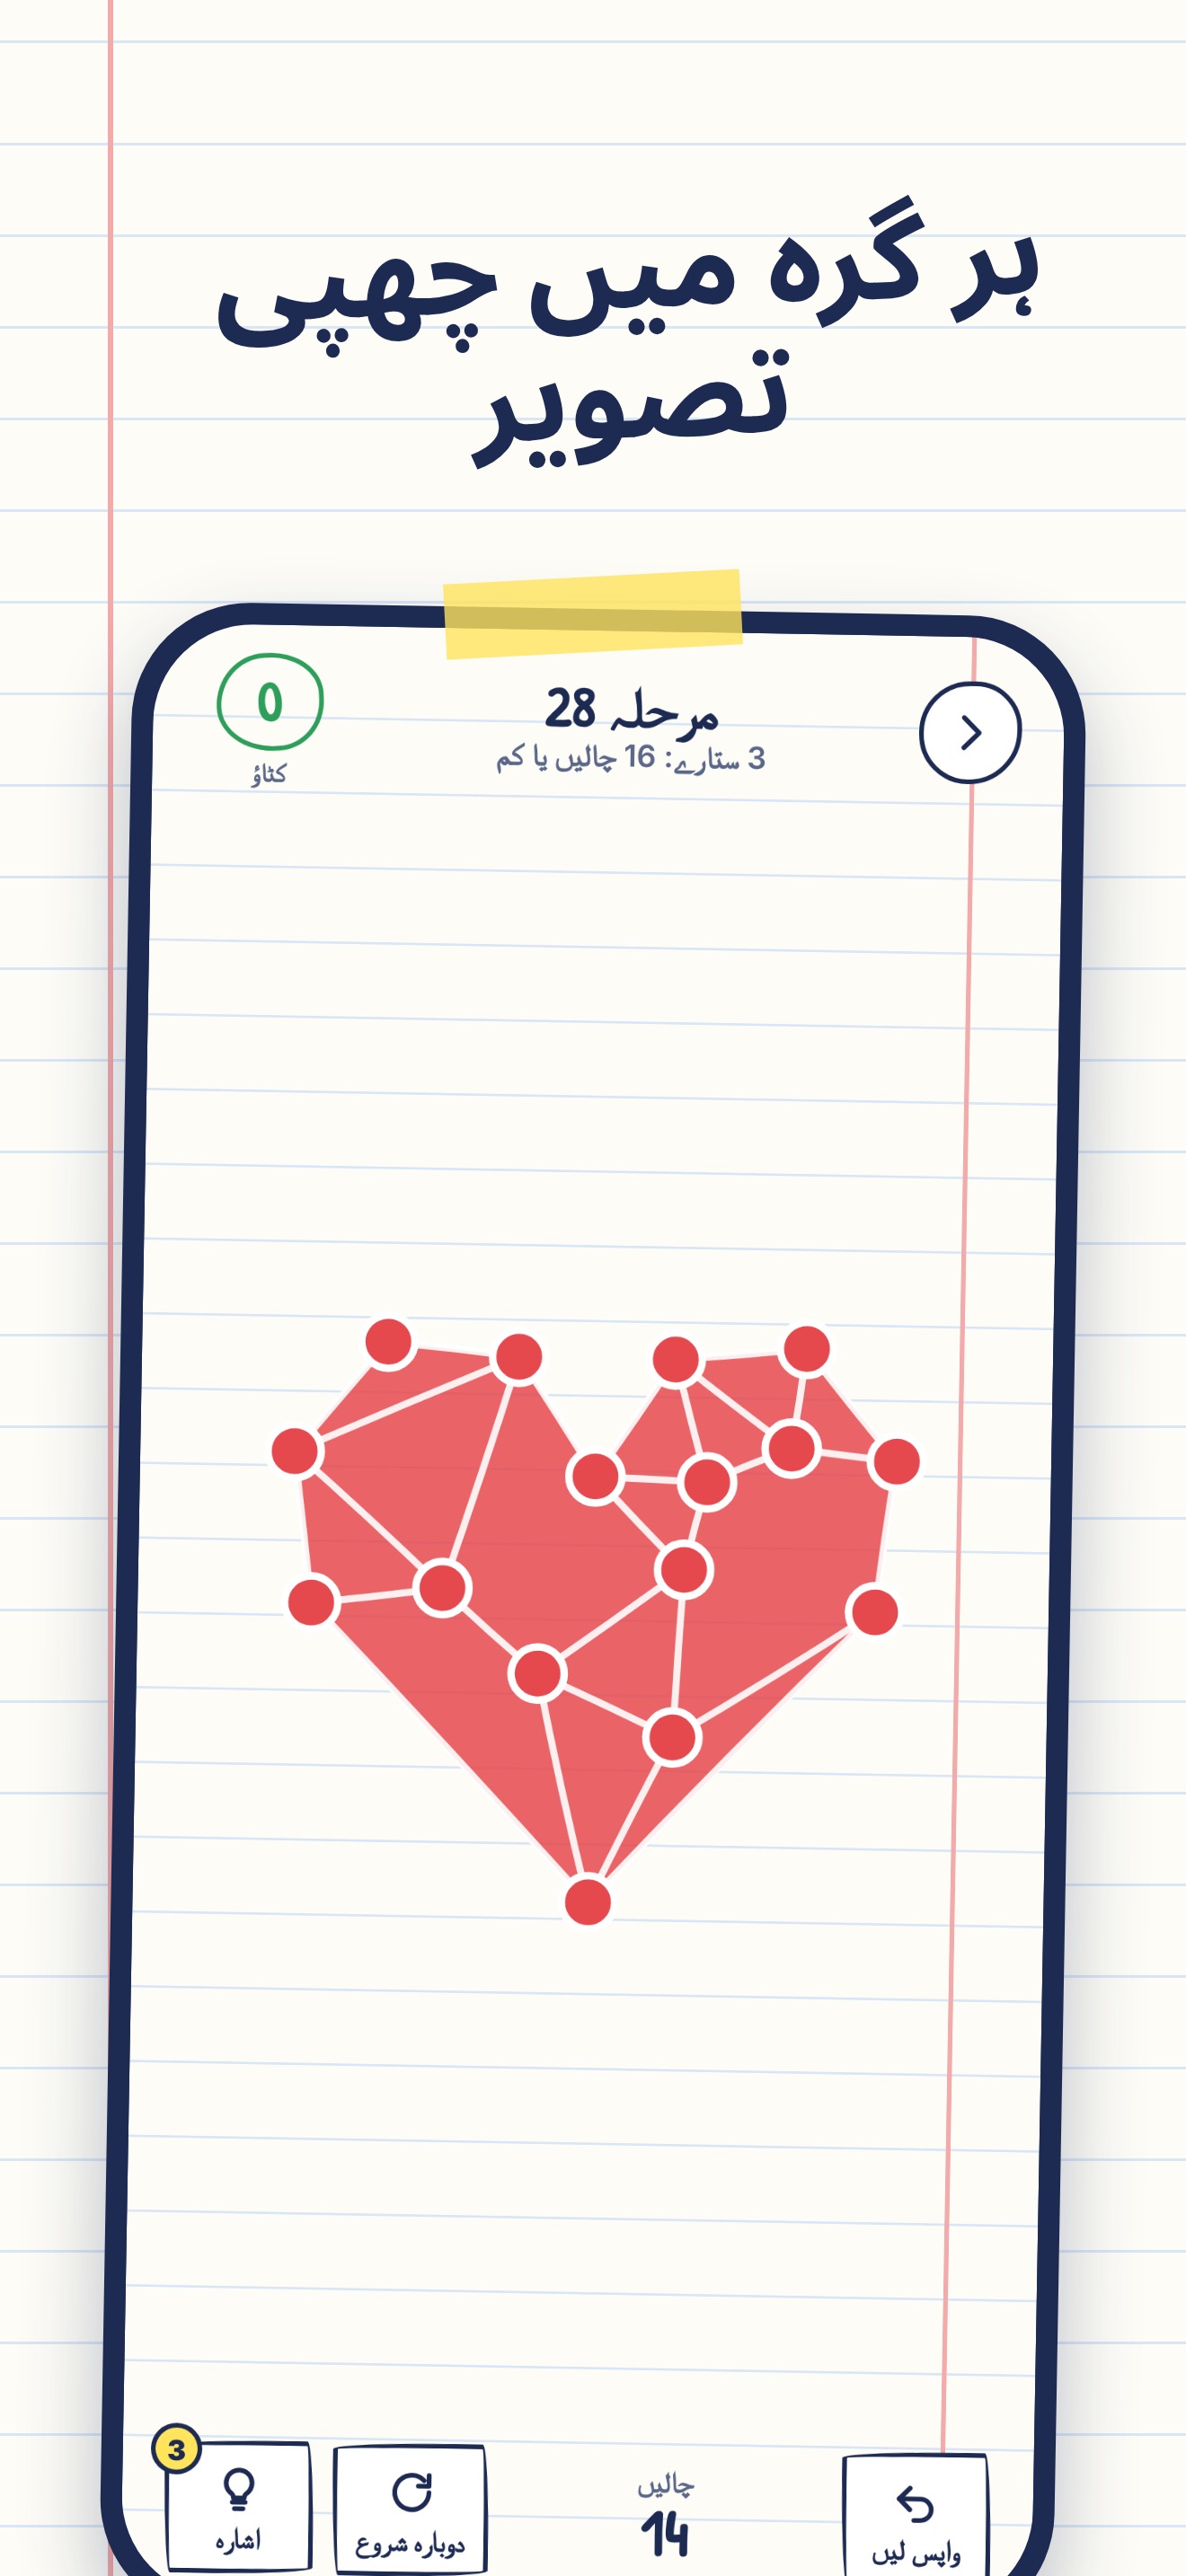 ہر گرہ میں چھپی
تصویر
مرحلہ 28
3 ستارے: 16 چالیں یا کم
0
کٹاؤ
واپس لیں
چالیں
14
دوبارہ شروع
3
اشارہ